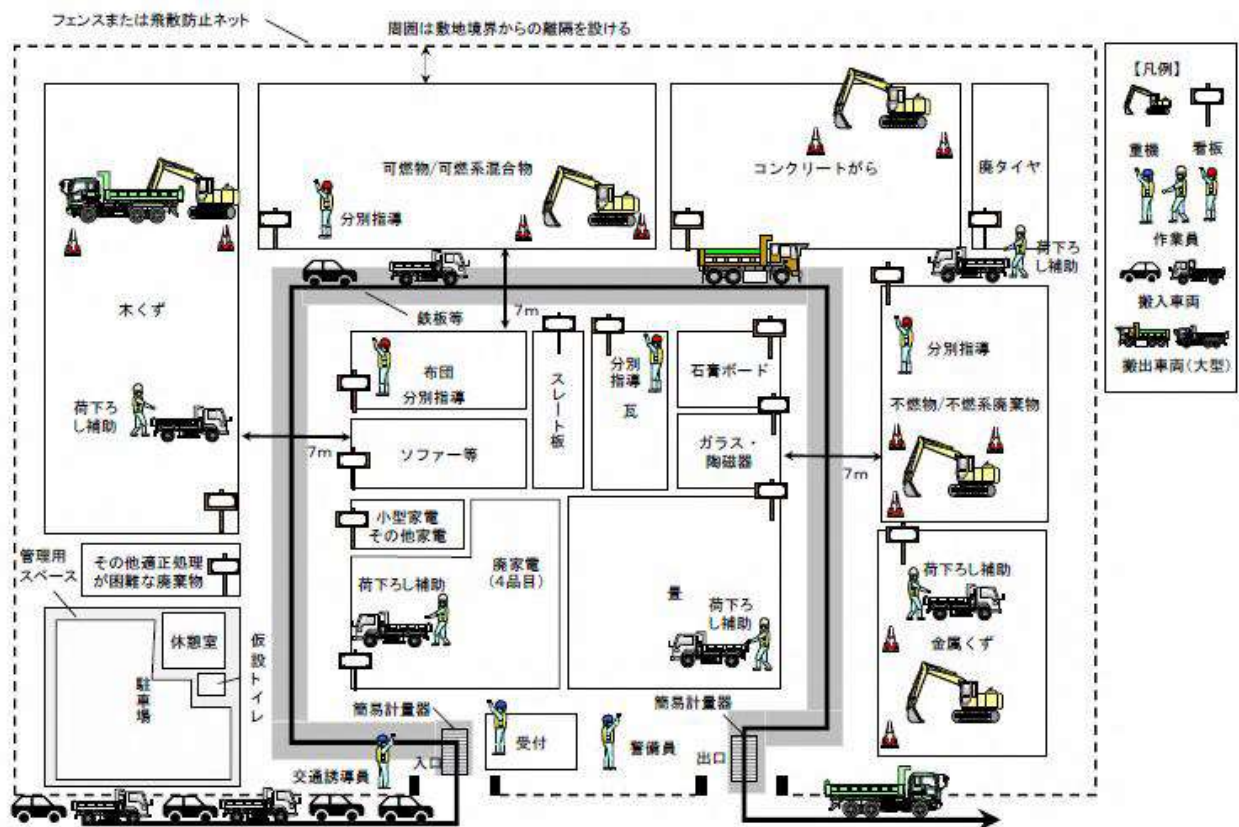 フェンスまたは飛散防止ネット
周囲は敷地境界からの離隔を設ける
【凡例】
重機
看板
作業員
搬入車両
搬出車両(大型)
可燃物/可燃系混合物
分別指導
コンクリートがら
廃タイヤ
荷下ろ
し補助
木くず
鉄板等
7m
布団
分別指導
スレート板
分別
指導
瓦
石膏ボード
分別指導
不燃物/不燃系廃棄物
荷下ろ
し補助
7m
ソファー等
ガラス・
陶磁器
7m
小型家電
その他家電
廃家電
(4品目)
荷下ろし補助
畳
荷下ろ
し補助
荷下ろし補助
金属くず
管理用
スペース
その他適正処理
が困難な廃棄物
休憩室
仮設トイレ
駐車場
簡易計量器
簡易計量器
受付
警備員
入口
出口
交通誘導員